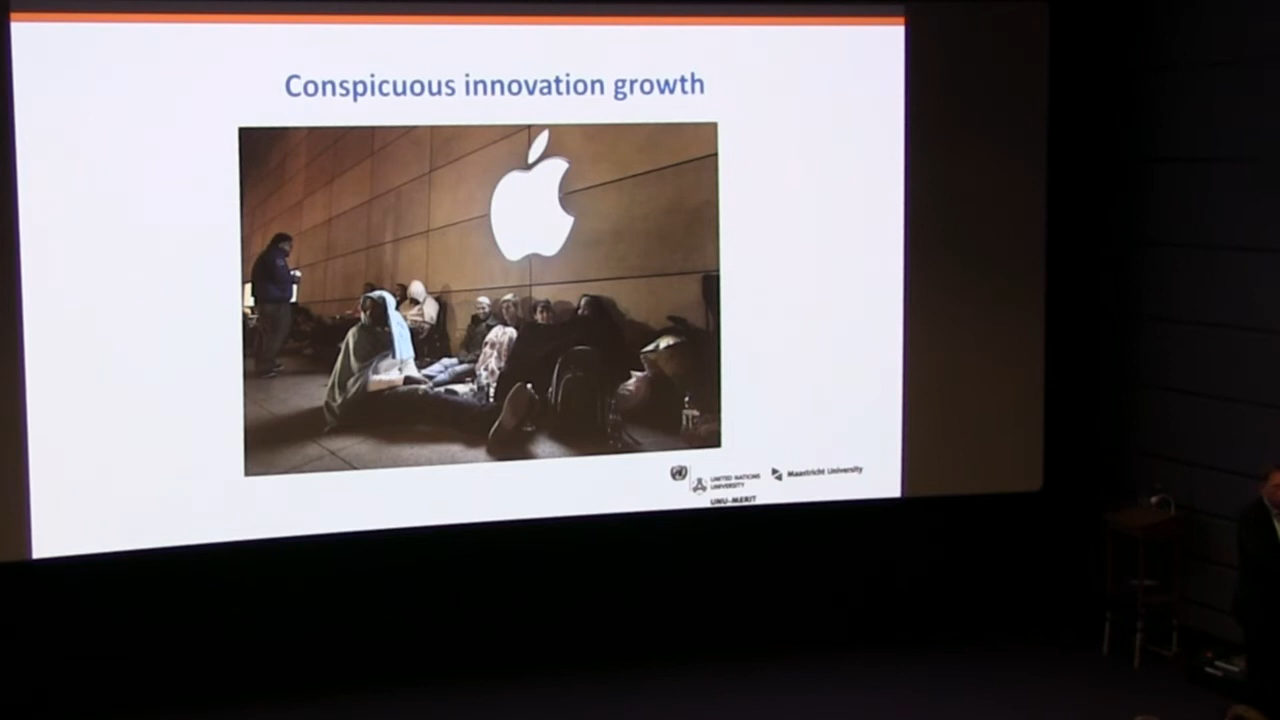 Conspicuous innovation growth
UNITED NATIONS
UNIVERSITY
UNU-MERIT
Maastricht University